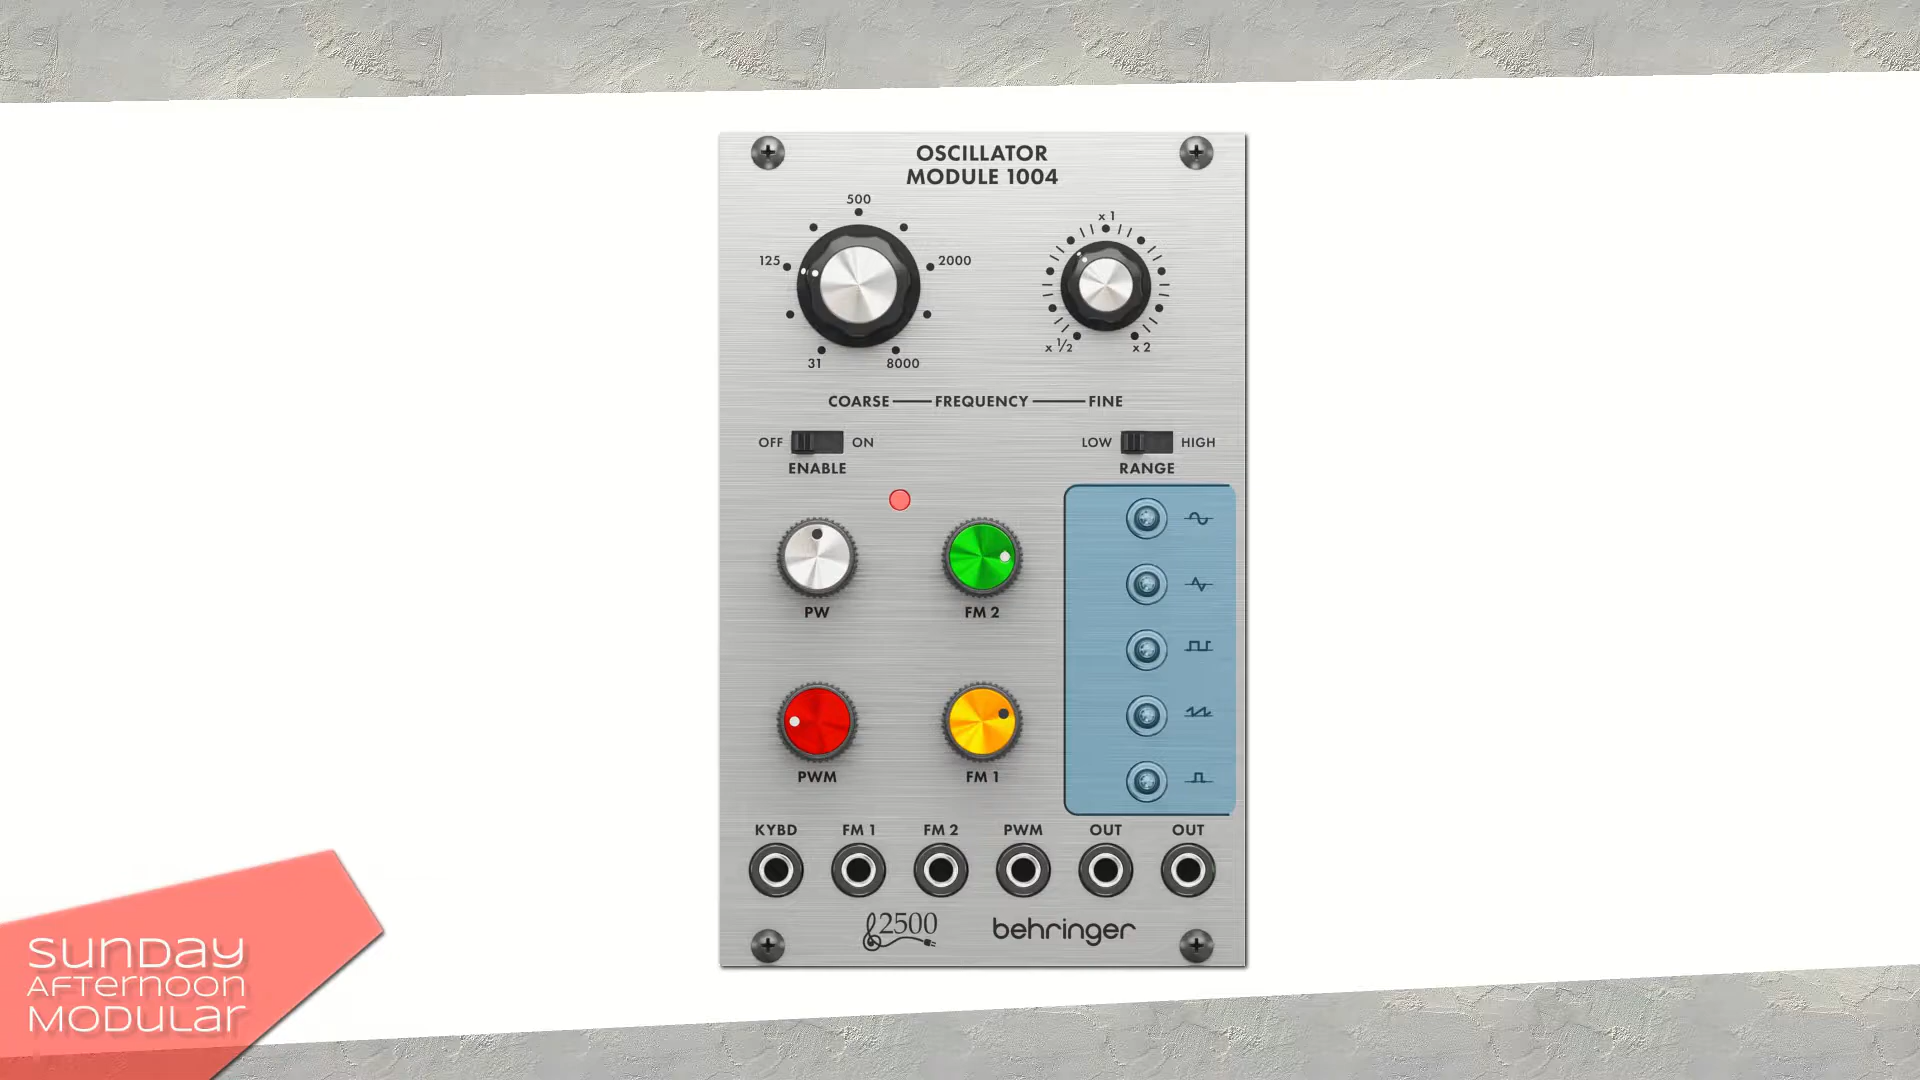 OSCILLATOR
MODULE 1004
500
x 1
125
2000
31
8000
x 1/2
x 2
COARSE FREQUENCY FINE
OFF ON
LOW HIGH
ENABLE
RANGE
PW
FM 2
PWM
FM 1
KYBD FM 1 FM 2 PWM OUT OUT
2500
behringer
Sunday
Afternoon
Modular